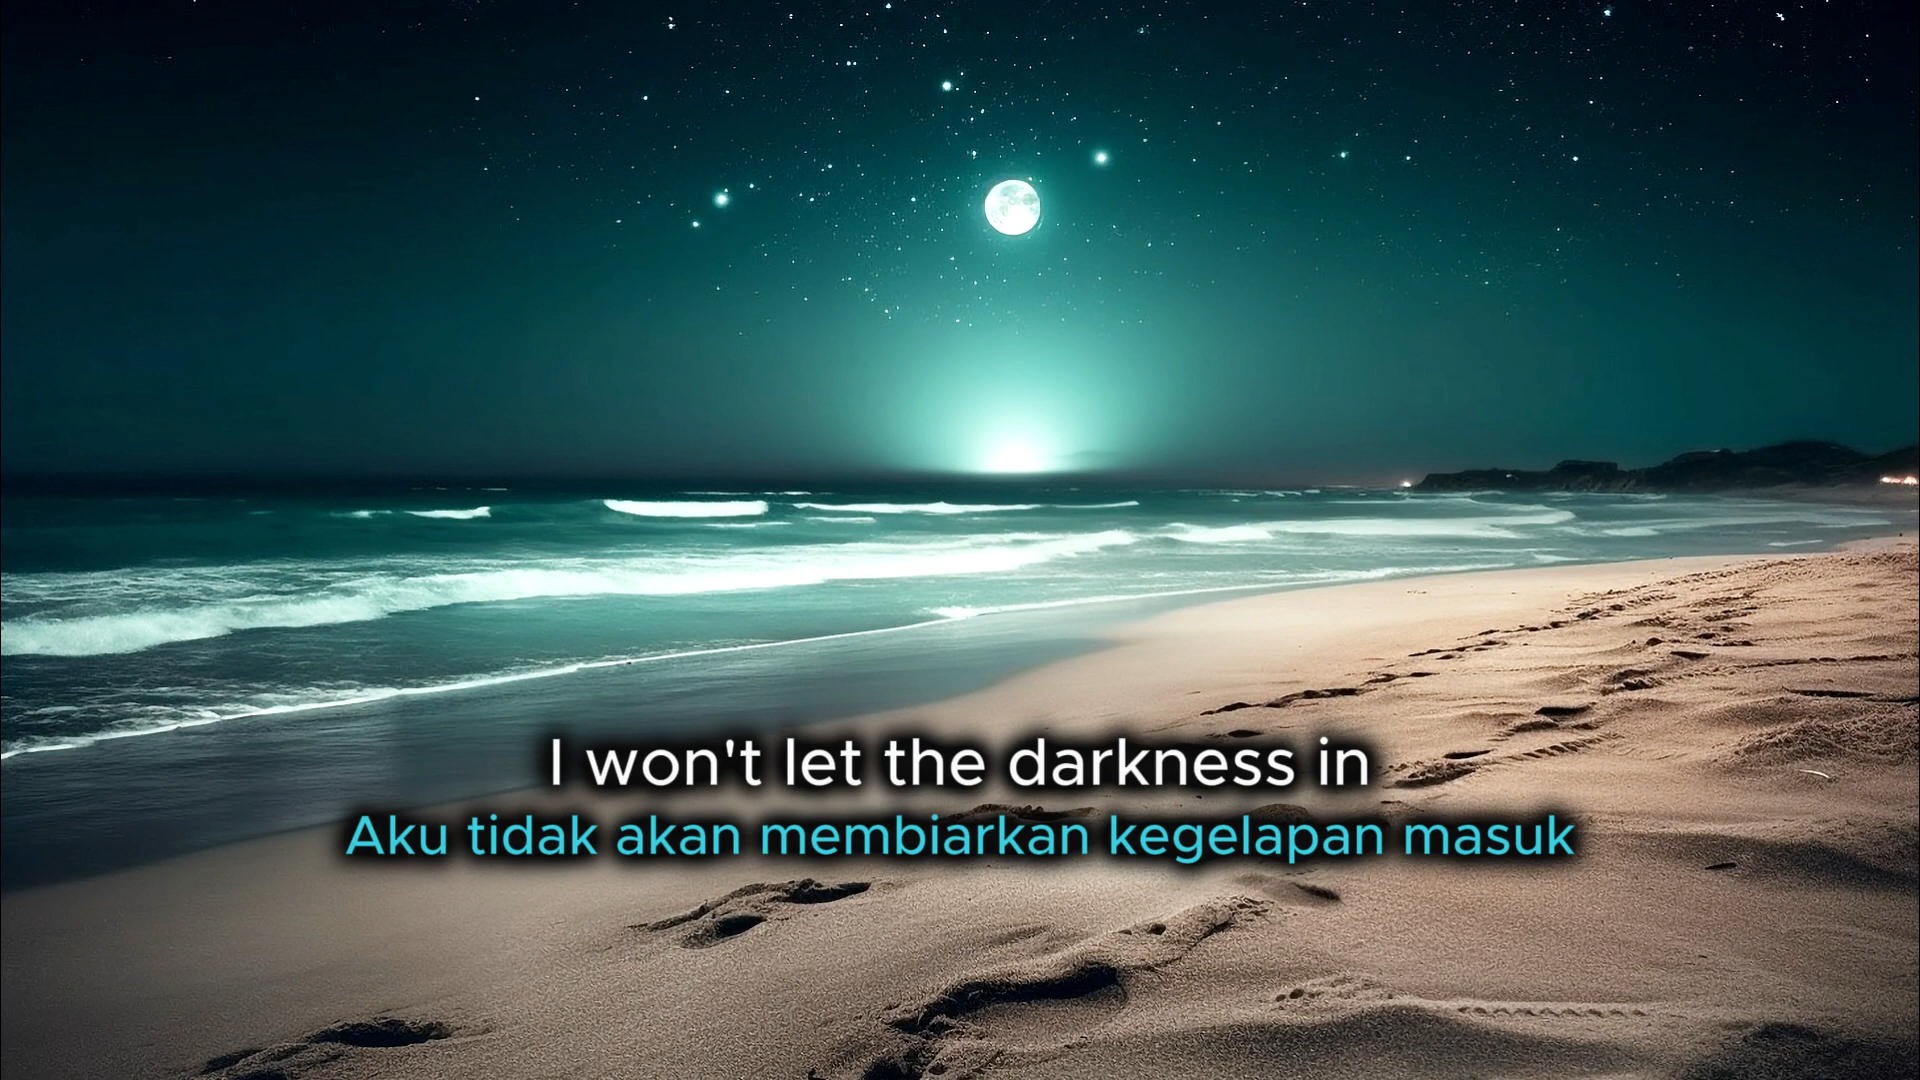 I won't let the darkness in
Aku tidak akan membiarkan kegelapan masuk